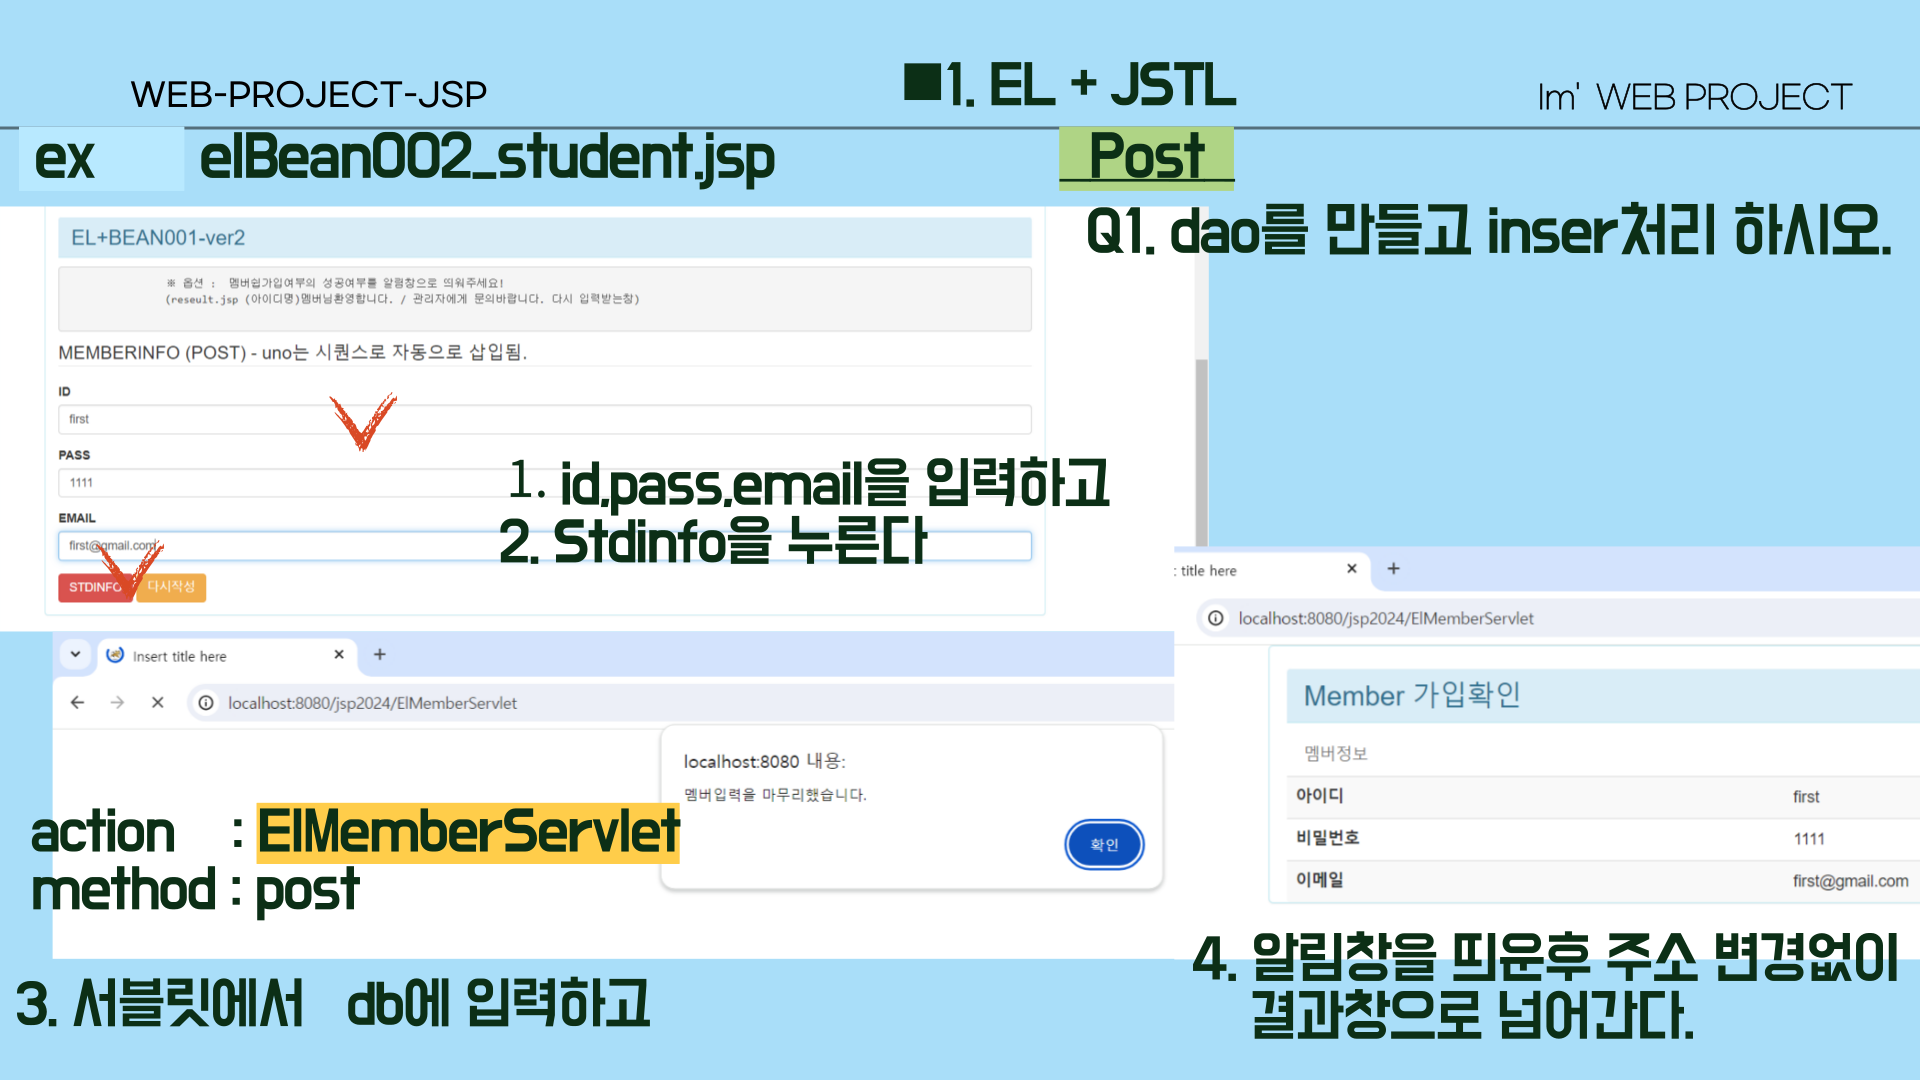 WEB-PROJECT-JSP
■1. EL + JSTL
Im' WEB PROJECT
ex
elBean002_student.jsp
Post
Q1. dao를 만들고 inser처리 하시오.
EL+BEAN001-ver2
※ 옵션 : 멤버쉽가입여부의 성공여부를 알림창으로 띄워주세요!
(reseult.jsp (아이디명)멤버님환영합니다. / 관리자에게 문의바랍니다. 다시 입력받는창)
MEMBERINFO (POST) - uno는 시퀀스로 자동으로 삽입됨.
ID
first
PASS
1111
EMAIL
first@gmail.com
STDINFO
다시작성
1. id,pass,email을 입력하고
2. Stdinfo을 누른다
Insert title here
localhost:8080/jsp2024/ElMemberServlet
localhost:8080 내용:
멤버입력을 마무리했습니다.
확인
action : ElMemberServlet
method : post
3. 서블릿에서 db에 입력하고
: title here
localhost:8080/jsp2024/ElMemberServlet
Member 가입확인
멤버정보
아이디 first
비밀번호 1111
이메일 first@gmail.com
4. 알림창을 띄운후 주소 변경없이
결과창으로 넘어간다.